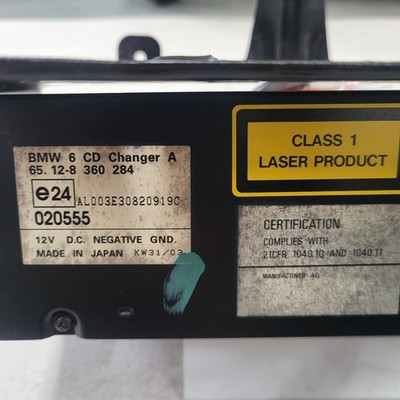 BMW 6 CD Changer A
65. 12-8 360 284
e24 AL003E30820919C
020555
12V D.C. NEGATIVE GND.
MADE IN JAPAN KW31/03
CLASS 1
LASER PRODUCT
CERTIFICATION
COMPLIES WITH
21CFR 1040.10 AND 1040.11
MANUFACTURED